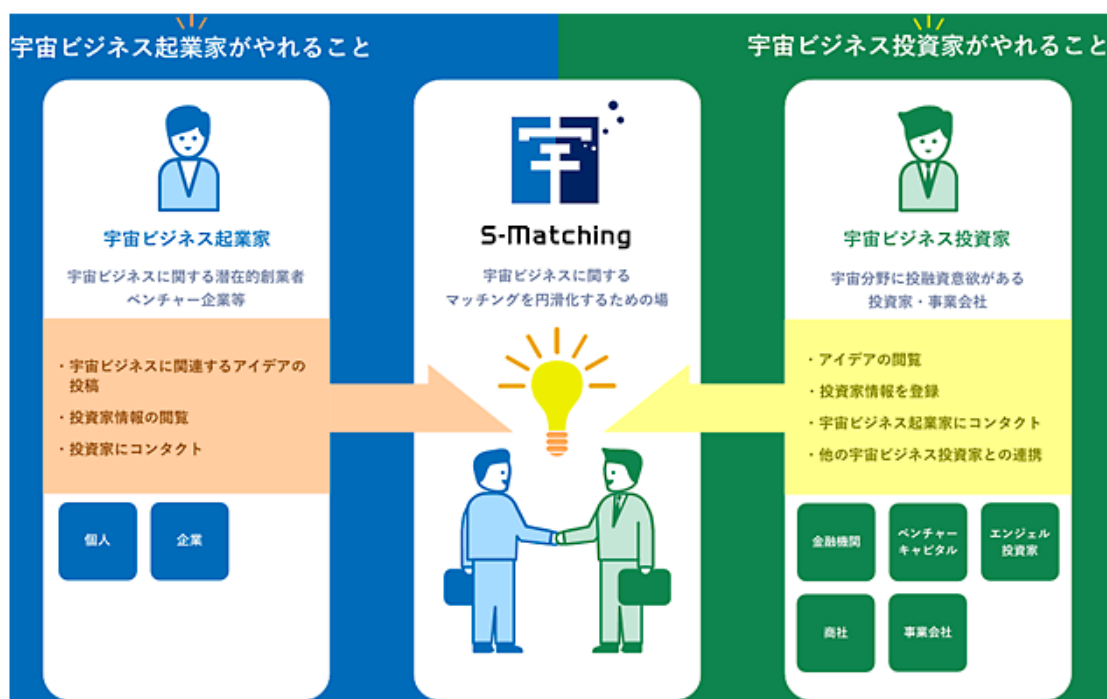 宇宙ビジネス起業家がやれること
宇宙ビジネス投資家がやれること
宇宙ビジネス起業家
宇宙ビジネスに関する潜在的創業者
ベンチャー企業等
・宇宙ビジネスに関連するアイデアの
投稿
・投資家情報の閲覧
・投資家にコンタクト
個人
企業
宇
S-Matching
宇宙ビジネスに関する
マッチングを円滑化するための場
宇宙ビジネス投資家
宇宙分野に投融資意欲がある
投資家・事業会社
・アイデアの閲覧
・投資家情報を登録
・宇宙ビジネス起業家にコンタクト
・他の宇宙ビジネス投資家との連携
金融機関
ベンチャー
キャピタル
エンジェル
投資家
商社
事業会社